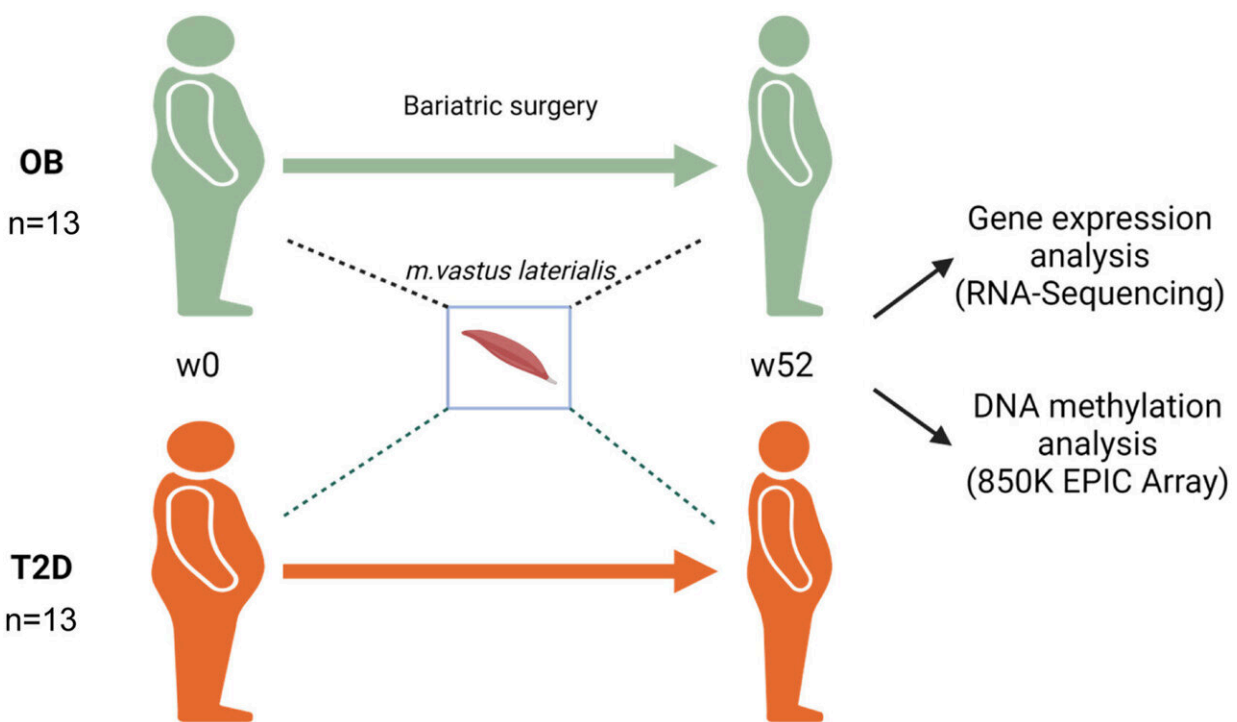 Bariatric surgery
OB
n=13
m.vastus laterialis
w0
w52
Gene expression
analysis
(RNA-Sequencing)
DNA methylation
analysis
(850K EPIC Array)
T2D
n=13